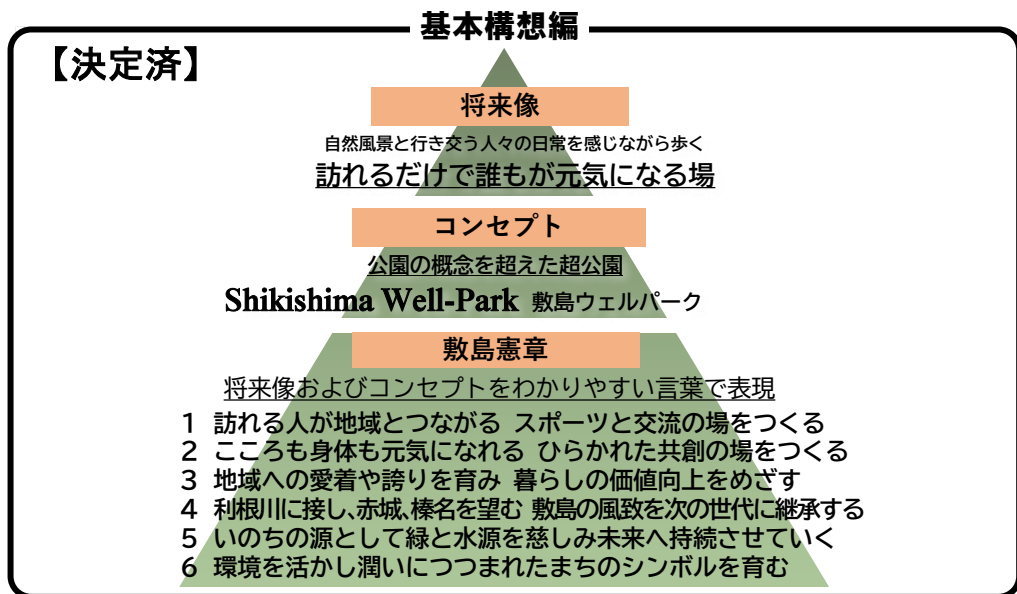 基本構想編
【決定済】
将来像
自然風景と行き交う人々の日常を感じながら歩く
訪れるだけで誰もが元気になる場
コンセプト
公園の概念を超えた超公園
Shikishima Well-Park 敷島ウェルパーク
敷島憲章
将来像およびコンセプトをわかりやすい言葉で表現
1 訪れる人が地域とつながる スポーツと交流の場をつくる
2 こころも身体も元気になれる ひらかれた共創の場をつくる
3 地域への愛着や誇りを育み 暮らしの価値向上をめざす
4 利根川に接し、赤城、榛名を望む 敷島の風致を次の世代に継承する
5 いのちの源として緑と水源を慈しみ未来へ持続させていく
6 環境を活かし潤いにつつまれたまちのシンボルを育む